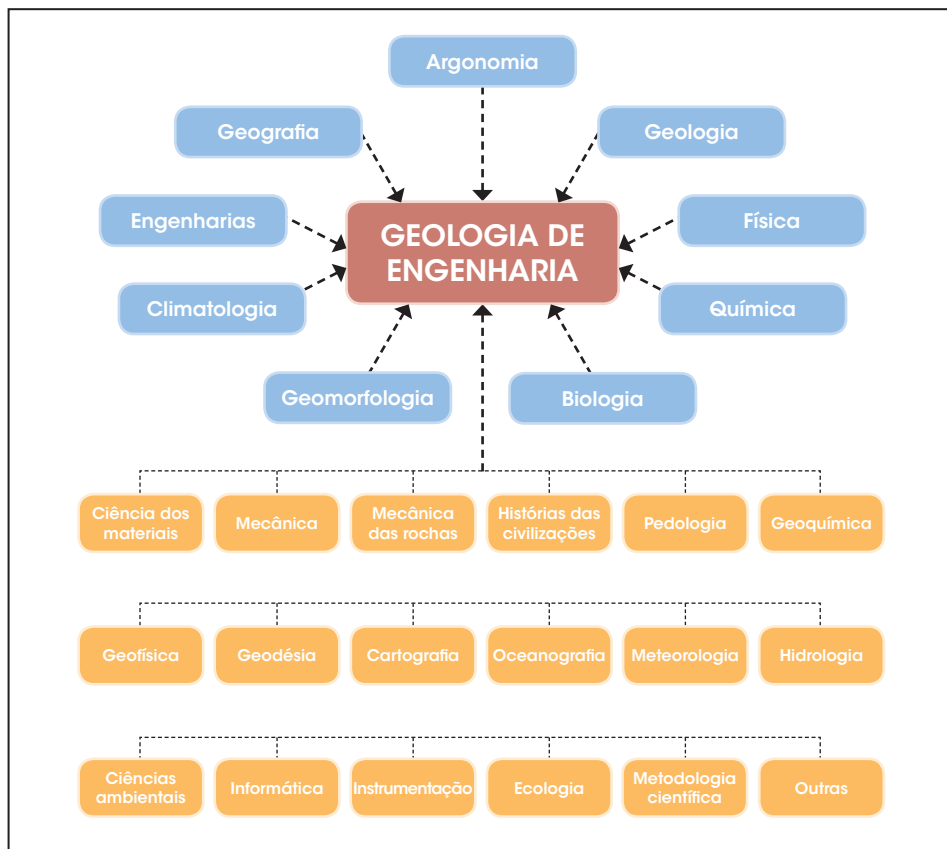 Argonomia
Geografia
Geologia
Engenharias
GEOLOGIA DE
ENGENHARIA
Física
Climatologia
Química
Geomorfologia
Biologia
Ciência dos
materiais
Mecânica
Mecânica
das rochas
Histórias das
civilizações
Pedologia
Geoquímica
Geofísica
Geodésia
Cartografia
Oceanografia
Meteorologia
Hidrologia
Ciências
ambientais
Informática
Instrumentação
Ecologia
Metodologia
científica
Outras